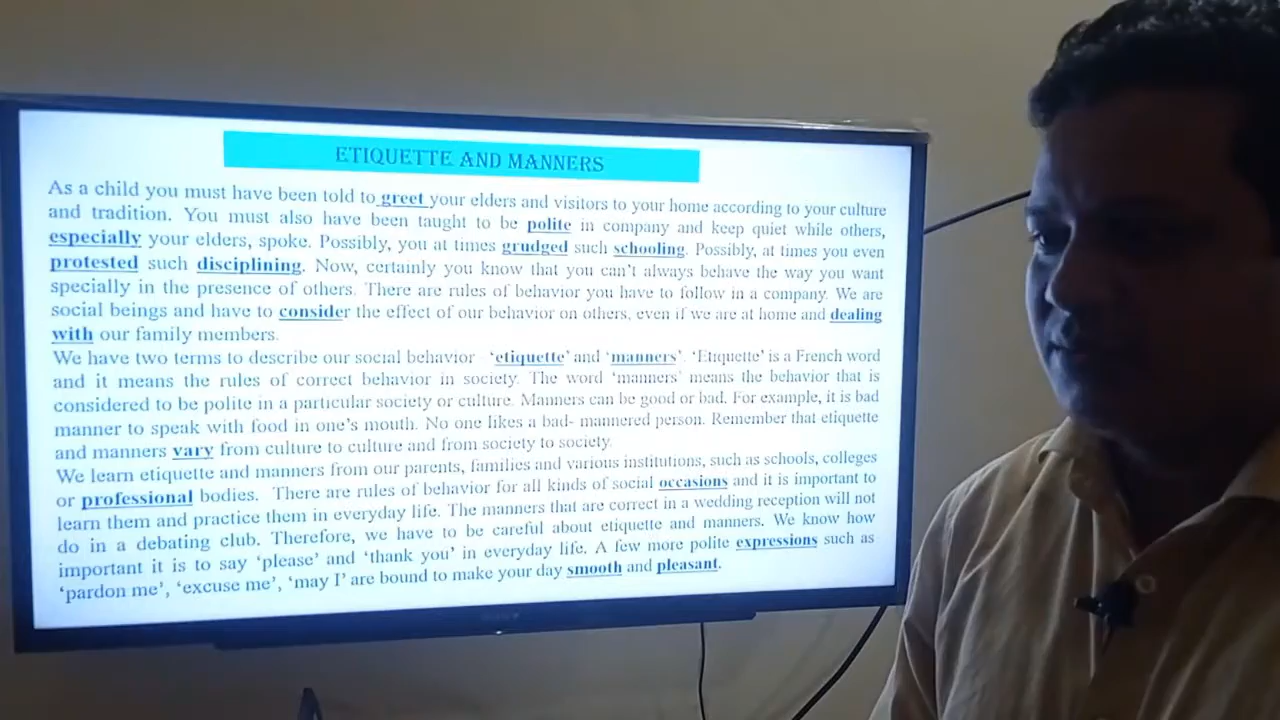 ETIQUETTE AND MANNERS
As a child you must have been told to greet your elders and visitors to your home according to your culture
and tradition. You must also have been taught to be polite in company and keep quiet while others,
especially your elders, spoke. Possibly, you at times grudged such schooling. Possibly, at times you even
protested such disciplining. Now, certainly you know that you can't always behave the way you want
specially in the presence of others. There are rules of behavior you have to follow in a company. We are
social beings and have to consider the effect of our behavior on others, even if we are at home and dealing
with our family members.
We have two terms to describe our social behavior - 'etiquette' and 'manners'. 'Etiquette' is a French word
and it means the rules of correct behavior in society. The word 'manners' means the behavior that is
considered to be polite in a particular society or culture. Manners can be good or bad. For example, it is bad
manner to speak with food in one's mouth. No one likes a bad- mannered person. Remember that etiquette
and manners vary from culture to culture and from society to society.
We learn etiquette and manners from our parents, families and various institutions, such as schools, colleges
or professional bodies. There are rules of behavior for all kinds of social occasions and it is important to
learn them and practice them in everyday life. The manners that are correct in a wedding reception will not
do in a debating club. Therefore, we have to be careful about etiquette and manners. We know how
important it is to say 'please' and 'thank you' in everyday life. A few more polite expressions such as
'pardon me', 'excuse me', 'may I' are bound to make your day smooth and pleasant.